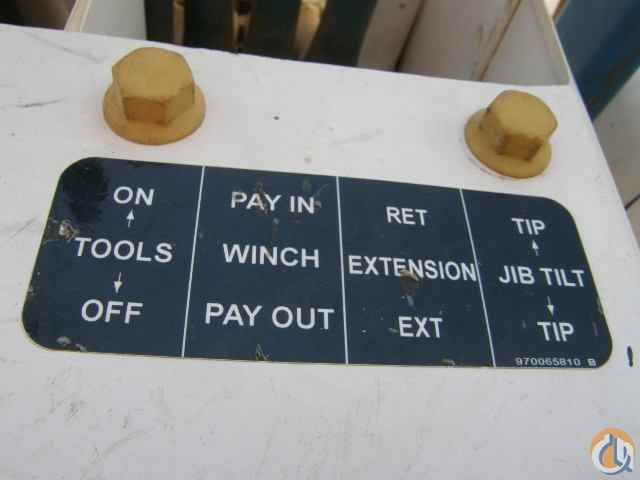 ON
TOOLS
OFF
PAY IN
WINCH
PAY OUT
RET
EXTENSION
EXT
TIP
JIB TILT
TIP
970065810 B